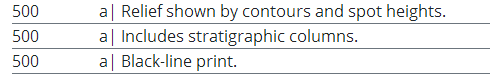 500 a| Relief shown by contours and spot heights.
500 a| Includes stratigraphic columns.
500 a| Black-line print.